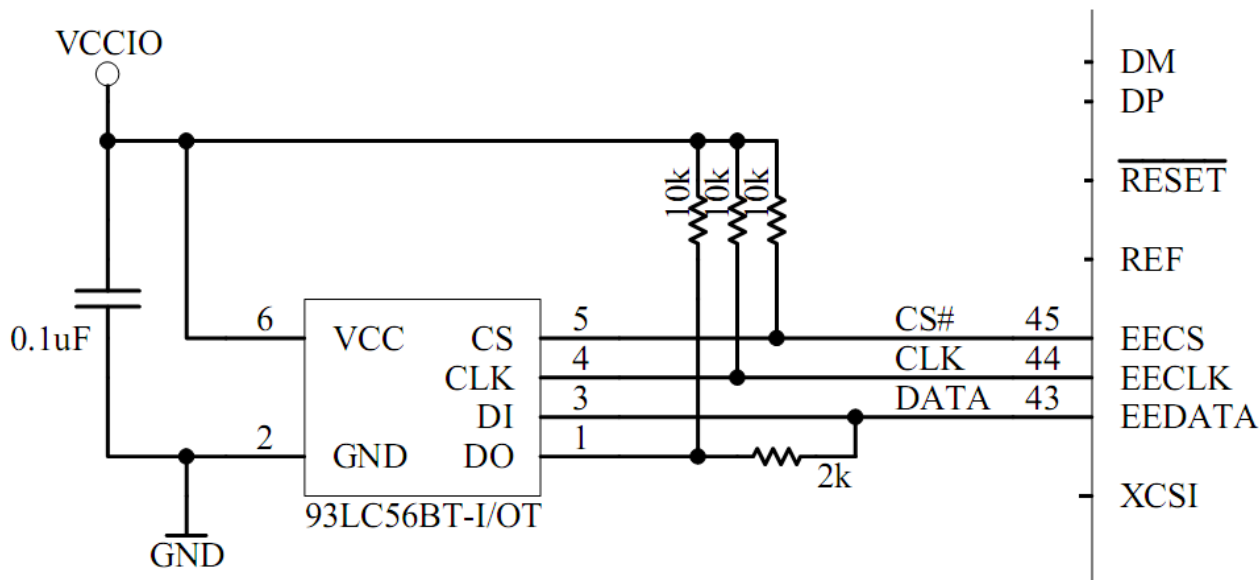 VCCIO
DM
DP
RESET
10k 10k 10k
REF
0.1uF
6 VCC CS 5 CS# 45 EECS
CLK 4 CLK 44 EECLK
DI 3 DATA 43 EEDATA
2 GND DO 1
2k
XCSI
93LC56BT-I/OT
GND